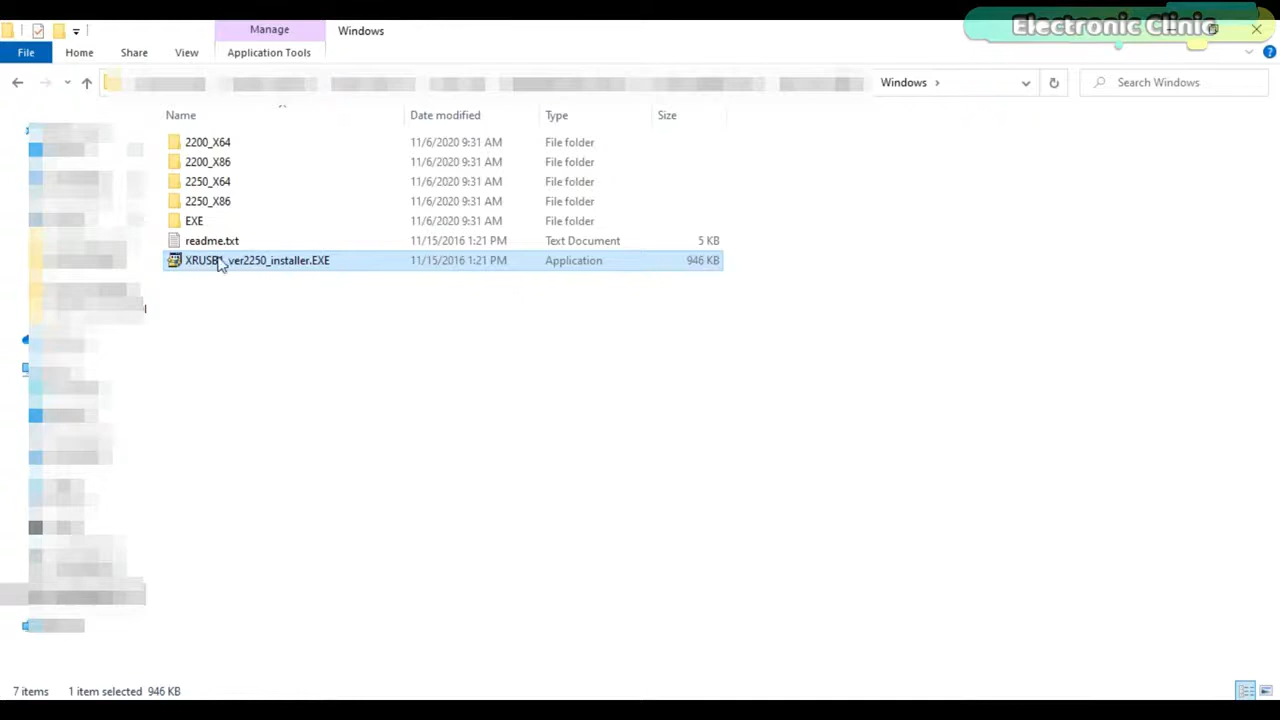 Manage
Windows
Electronic Clinic
File
Home
Share
View
Application Tools
Windows
Search Windows
Name
Date modified
Type
Size
2200_X64
11/6/2020 9:31 AM
File folder
2200_X86
11/6/2020 9:31 AM
File folder
2250_X64
11/6/2020 9:31 AM
File folder
2250_X86
11/6/2020 9:31 AM
File folder
EXE
11/6/2020 9:31 AM
File folder
readme.txt
11/15/2016 1:21 PM
Text Document
5 KB
ver2250_installer.EXE
11/15/2016 1:21 PM
Application
946 KB
7 items
1 item selected
946 KB